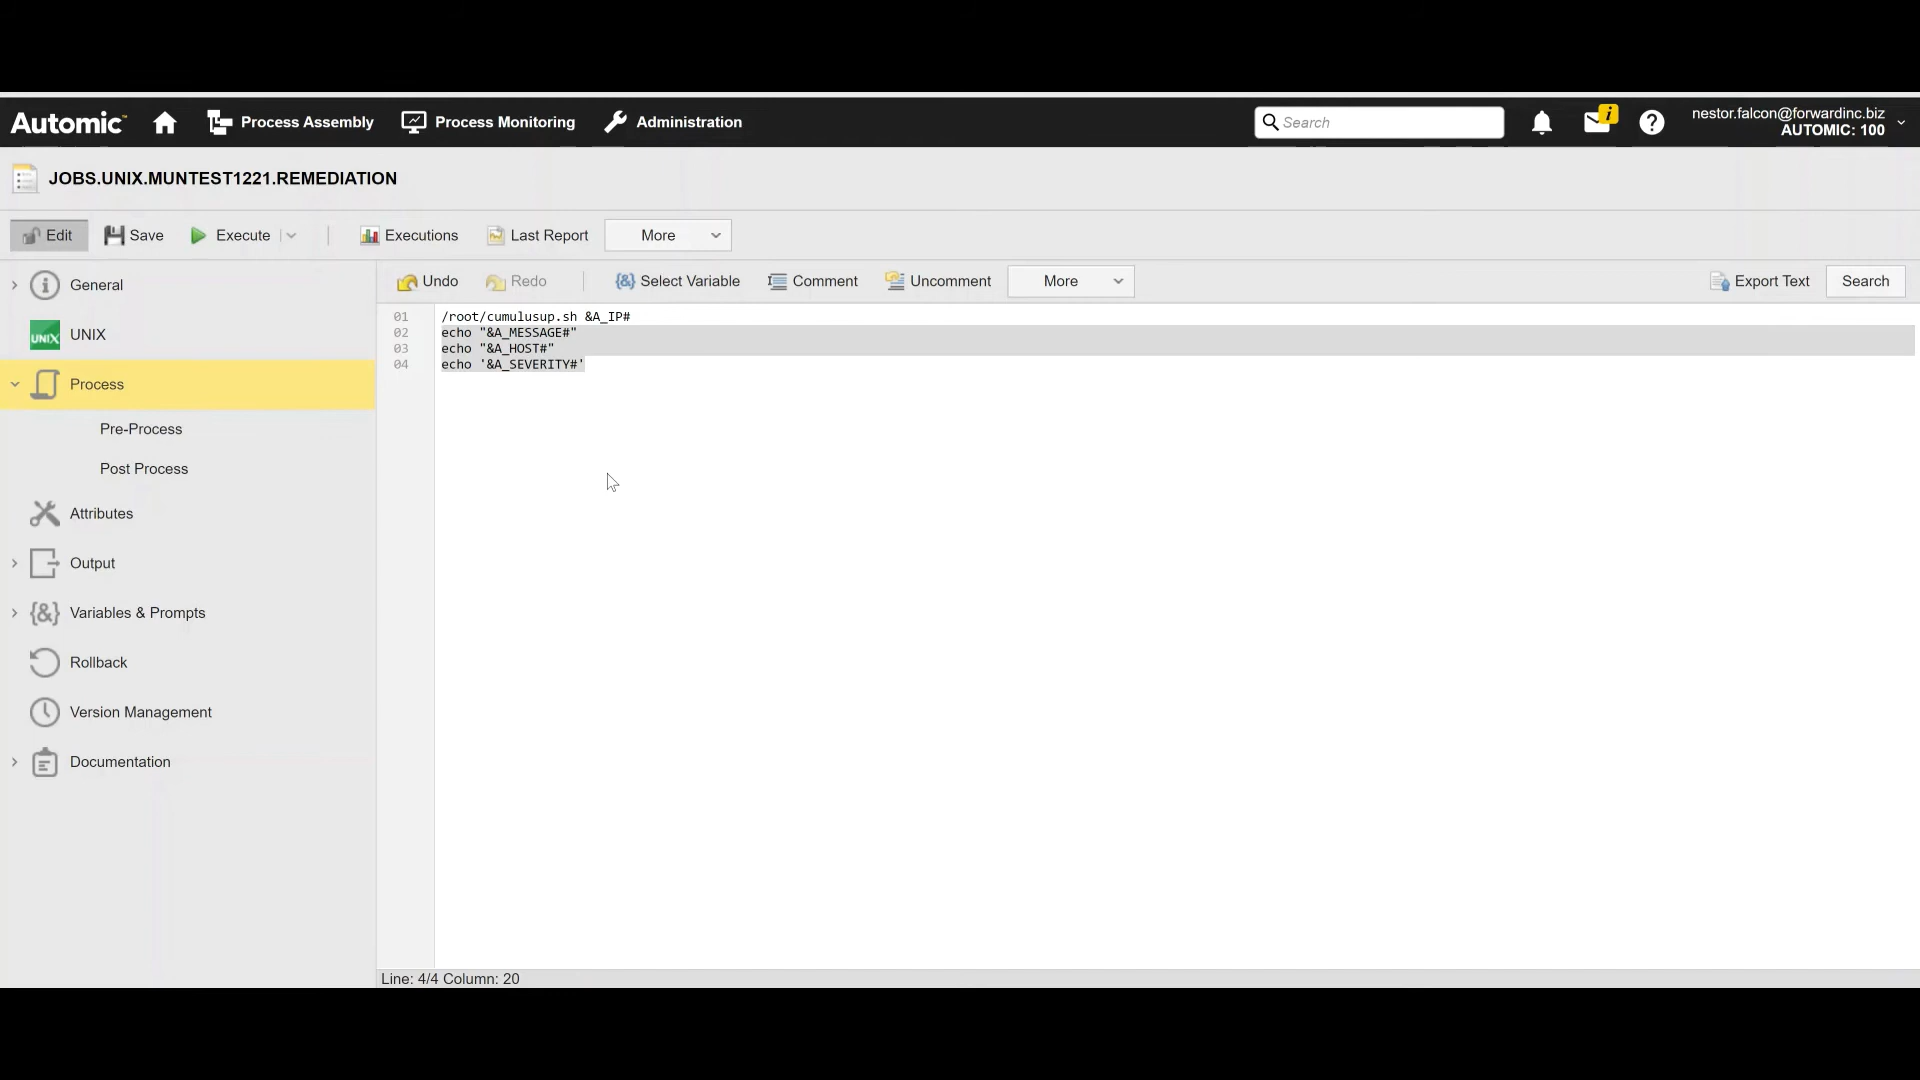 Automic™ Process Assembly Process Monitoring Administration Search nestor.falcon@forwardinc.biz
AUTOMIC: 100
JOBS.UNIX.MUNTEST1221.REMEDIATION
Edit Save Execute Executions Last Report More
General
UNIX
UNIX
Process
Pre-Process
Post Process
Attributes
Output
Variables & Prompts
Rollback
Version Management
Documentation
Undo Redo Select Variable Comment Uncomment More Export Text Search
01 /root/cumulusup.sh &A_IP#
02 echo "&A_MESSAGE#"
03 echo "&A_HOST#"
04 echo '&A_SEVERITY#'
Line: 4/4 Column: 20